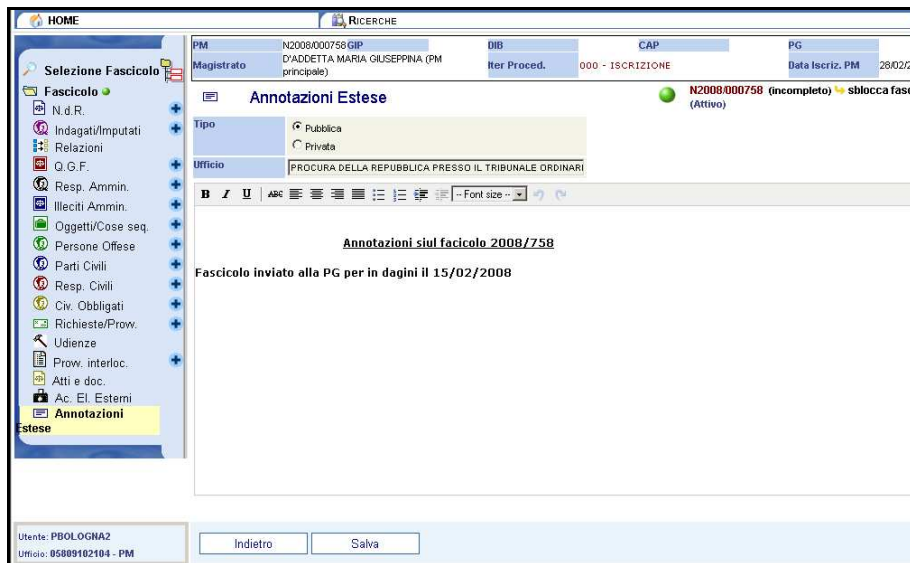 HOME RICERCHE
PM N2008/000758 GIP DIB CAP PG
Magistrato D'ADDETTA MARIA GIUSEPPINA (PM principale) Iter Proced. 000 - ISCRIZIONE Data Iscriz. PM 28/02/2
Selezione Fascicolo
Fascicolo
N.d.R.
Indagati/Imputati
Relazioni
Q.G.F.
Resp. Ammin.
Illeciti Ammin.
Oggetti/Cose seq.
Persone Offese
Parti Civili
Resp. Civili
Civ. Obbligati
Richieste/Provv.
Udienze
Provv. interloc.
Atti e doc.
Ac. El. Esterni
Annotazioni
Estese
Annotazioni Estese N2008/000758 (incompleto) sblocca fasc
(Attivo)
Tipo Pubblica
Privata
Ufficio PROCURA DELLA REPUBBLICA PRESSO IL TRIBUNALE ORDINARI
B I U ABC -- Font size --
Annotazioni siul facicolo 2008/758
Fascicolo inviato alla PG per in dagini il 15/02/2008
Utente: PBOLOGNA2
Ufficio: 05809102104 - PM
Indietro Salva